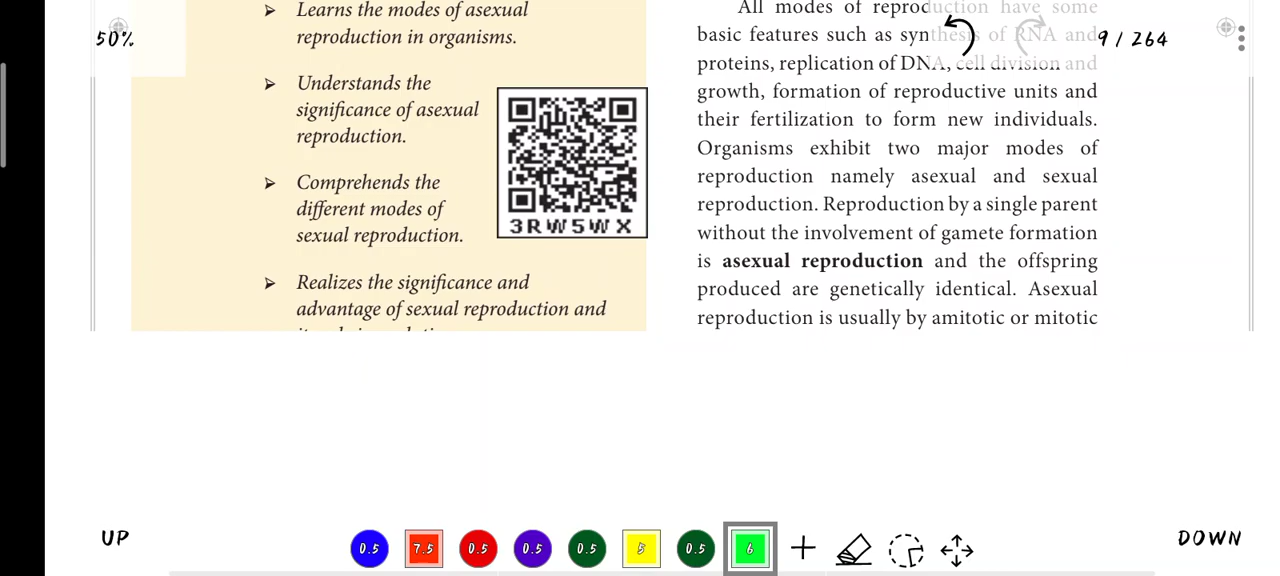 50%
9 / 264
➤ Learns the modes of asexual
reproduction in organisms.
➤ Understands the
significance of asexual
reproduction.
➤ Comprehends the
different modes of
sexual reproduction.
3RW5WX
➤ Realizes the significance and
advantage of sexual reproduction and
All modes of reproduction have some
basic features such as synthesis of RNA and
proteins, replication of DNA, cell division and
growth, formation of reproductive units and
their fertilization to form new individuals.
Organisms exhibit two major modes of
reproduction namely asexual and sexual
reproduction. Reproduction by a single parent
without the involvement of gamete formation
is asexual reproduction and the offspring
produced are genetically identical. Asexual
reproduction is usually by amitotic or mitotic
UP
0.5 7.5 0.5 0.5 0.5 5 0.5 6
DOWN